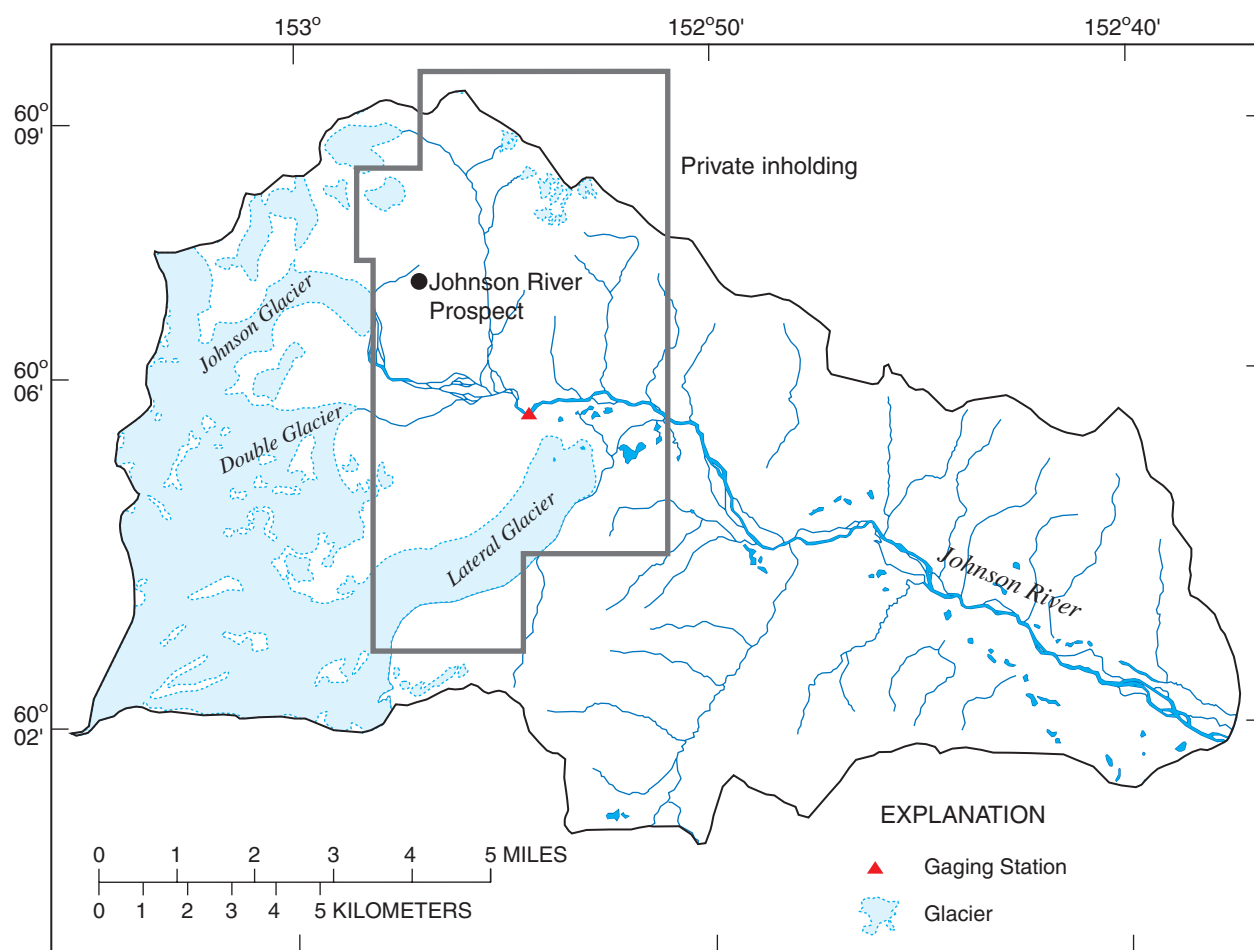 153° 152°50' 152°40'
60°
09'
Private inholding
Johnson River
Prospect
Johnson Glacier
60°
06'
Double Glacier
Lateral Glacier
Johnson River
60°
02'
EXPLANATION
0 1 2 3 4 5 MILES
Gaging Station
0 1 2 3 4 5 KILOMETERS
Glacier